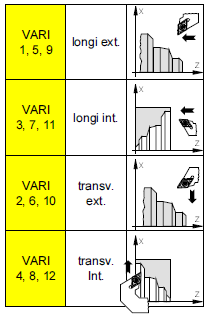 VARI
1, 5, 9
longi ext.
X
Z
VARI
3, 7, 11
longi int.
X
Z
VARI
2, 6, 10
transv.
ext.
X
Z
VARI
4, 8, 12
transv.
Int.
X
Z